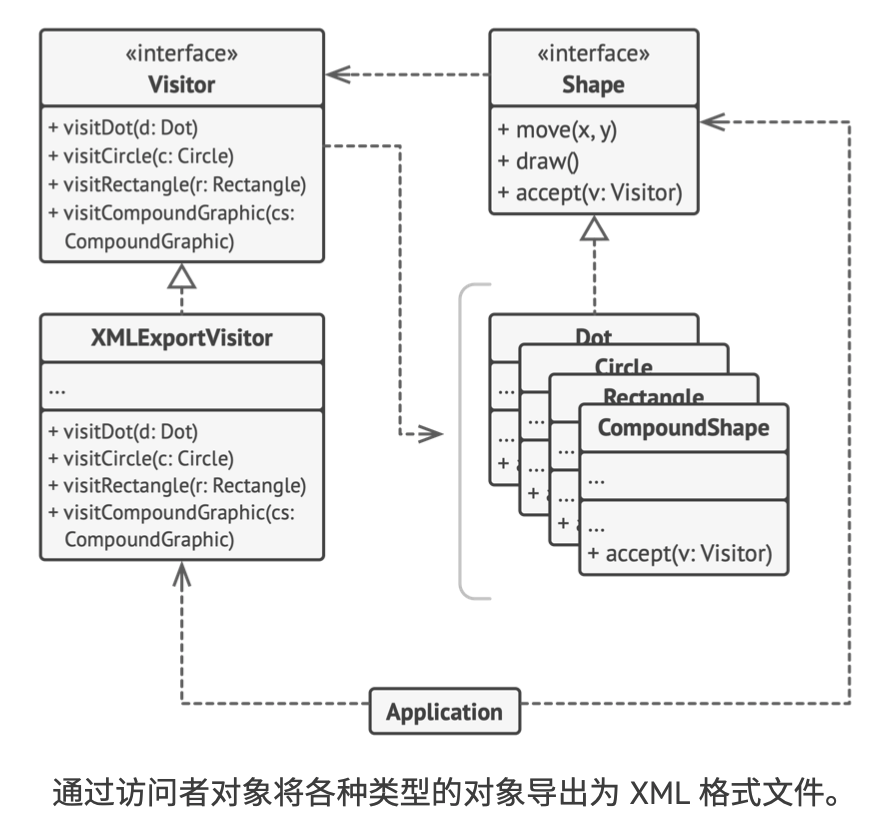 «interface»
Visitor
+ visitDot(d: Dot)
+ visitCircle(c: Circle)
+ visitRectangle(r: Rectangle)
+ visitCompoundGraphic(cs:
CompoundGraphic)
«interface»
Shape
+ move(x, y)
+ draw()
+ accept(v: Visitor)
XMLExportVisitor
...
+ visitDot(d: Dot)
+ visitCircle(c: Circle)
+ visitRectangle(r: Rectangle)
+ visitCompoundGraphic(cs:
CompoundGraphic)
Dot
...
...
+
Circle
...
...
+
Rectangle
...
...
+
CompoundShape
...
...
+ accept(v: Visitor)
Application
通过访问者对象将各种类型的对象导出为 XML 格式文件。